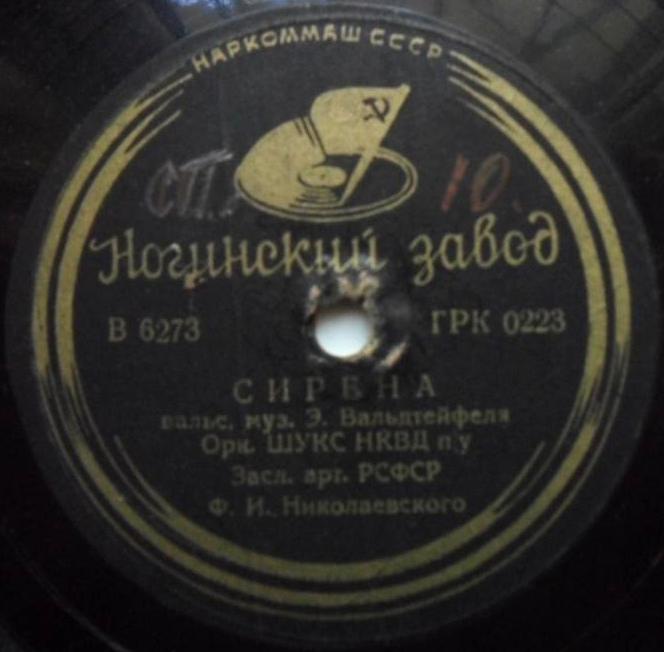 НАРКОММАШ СССР
СП. 10.
Ногинский завод
В 6273 ГРК 0223
СИРЕНА
вальс, муз. Э. Вальдтейфеля
Орк. ШУКС НКВД п/у
Засл. арт. РСФСР
Ф. И. Николаевского